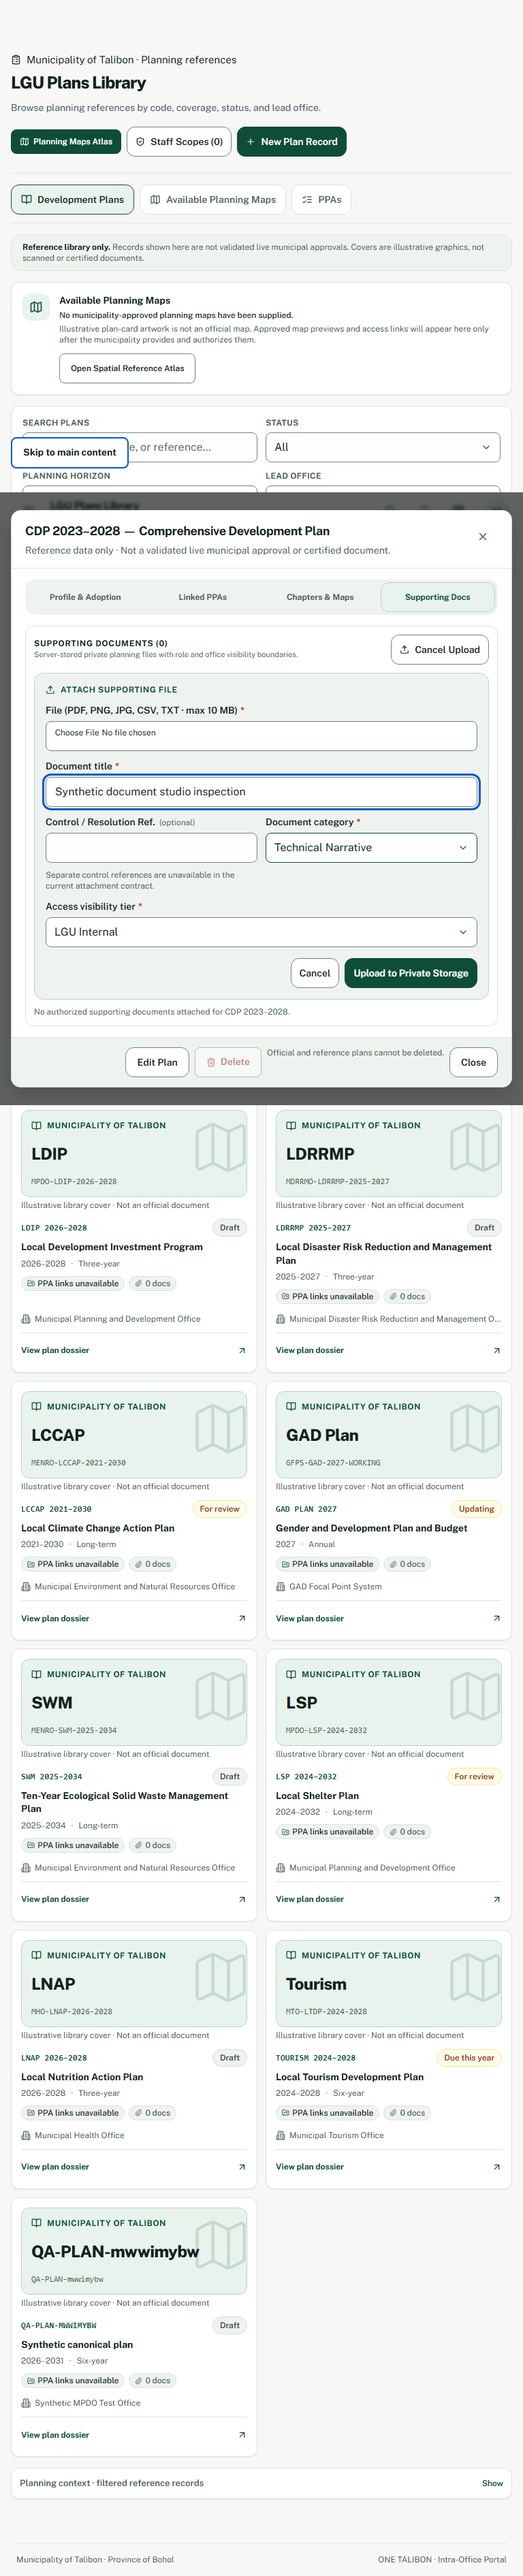 Municipality of Talibon · Planning references
LGU Plans Library
Browse planning references by code, coverage, status, and lead office.
Planning Maps Atlas
Staff Scopes (0)
New Plan Record
Development Plans
Available Planning Maps
PPAs
Reference library only. Records shown here are not validated live municipal approvals. Covers are illustrative graphics, not
scanned or certified documents.
Available Planning Maps
No municipality-approved planning maps have been supplied.
Illustrative plan-card artwork is not an official map. Approved map previews and access links will appear here only
after the municipality provides and authorizes them.
Open Spatial Reference Atlas
SEARCH PLANS
STATUS
Skip to main content
e, or reference...
All
PLANNING HORIZON
LEAD OFFICE
LGU Plans Library
CDP 2023–2028 — Comprehensive Development Plan
Reference data only · Not a validated live municipal approval or certified document.
Profile & Adoption
Linked PPAs
Chapters & Maps
Supporting Docs
SUPPORTING DOCUMENTS (0)
Server-stored private planning files with role and office visibility boundaries.
Cancel Upload
ATTACH SUPPORTING FILE
File (PDF, PNG, JPG, CSV, TXT · max 10 MB) *
Choose File No file chosen
Document title *
Synthetic document studio inspection
Control / Resolution Ref. (optional)
Document category *
Technical Narrative
Separate control references are unavailable in the
current attachment contract.
Access visibility tier *
LGU Internal
Cancel
Upload to Private Storage
No authorized supporting documents attached for CDP 2023–2028.
Edit Plan
Delete
Official and reference plans cannot be deleted.
Close
MUNICIPALITY OF TALIBON
LDIP
MPDO-LDIP-2026-2028
Illustrative library cover · Not an official document
LDIP 2026–2028
Draft
Local Development Investment Program
2026–2028 · Three-year
PPA links unavailable
0 docs
Municipal Planning and Development Office
View plan dossier
MUNICIPALITY OF TALIBON
LDRRMP
MDRRMO-LDRRMP-2025-2027
Illustrative library cover · Not an official document
LDRRMP 2025–2027
Draft
Local Disaster Risk Reduction and Management
Plan
2025–2027 · Three-year
PPA links unavailable
0 docs
Municipal Disaster Risk Reduction and Management O...
View plan dossier
MUNICIPALITY OF TALIBON
LCCAP
MENRO-LCCAP-2021-2030
Illustrative library cover · Not an official document
LCCAP 2021–2030
For review
Local Climate Change Action Plan
2021–2030 · Long-term
PPA links unavailable
0 docs
Municipal Environment and Natural Resources Office
View plan dossier
MUNICIPALITY OF TALIBON
GAD Plan
GFPS-GAD-2027-WORKING
Illustrative library cover · Not an official document
GAD PLAN 2027
Updating
Gender and Development Plan and Budget
2027 · Annual
PPA links unavailable
0 docs
GAD Focal Point System
View plan dossier
MUNICIPALITY OF TALIBON
SWM
MENRO-SWM-2025-2034
Illustrative library cover · Not an official document
SWM 2025–2034
Draft
Ten-Year Ecological Solid Waste Management
Plan
2025–2034 · Long-term
PPA links unavailable
0 docs
Municipal Environment and Natural Resources Office
View plan dossier
MUNICIPALITY OF TALIBON
LSP
MPDO-LSP-2024-2032
Illustrative library cover · Not an official document
LSP 2024–2032
For review
Local Shelter Plan
2024–2032 · Long-term
PPA links unavailable
0 docs
Municipal Planning and Development Office
View plan dossier
MUNICIPALITY OF TALIBON
LNAP
MHO-LNAP-2026-2028
Illustrative library cover · Not an official document
LNAP 2026–2028
Draft
Local Nutrition Action Plan
2026–2028 · Three-year
PPA links unavailable
0 docs
Municipal Health Office
View plan dossier
MUNICIPALITY OF TALIBON
Tourism
MTO-LTDP-2024-2028
Illustrative library cover · Not an official document
TOURISM 2024–2028
Due this year
Local Tourism Development Plan
2024–2028 · Six-year
PPA links unavailable
0 docs
Municipal Tourism Office
View plan dossier
MUNICIPALITY OF TALIBON
QA-PLAN-mwwimybw
QA-PLAN-mwwimybw
Illustrative library cover · Not an official document
QA-PLAN-MWWIMYBW
Draft
Synthetic canonical plan
2026–2031 · Six-year
PPA links unavailable
0 docs
Synthetic MPDO Test Office
View plan dossier
Planning context · filtered reference records
Show
Municipality of Talibon · Province of Bohol
ONE TALIBON · Intra-Office Portal